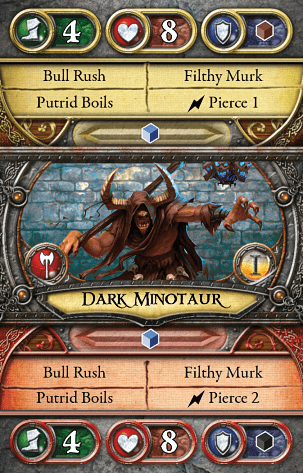 4 8
Bull Rush Filthy Murk
Putrid Boils Pierce 1
I
DARK MINOTAUR
Bull Rush Filthy Murk
Putrid Boils Pierce 2
4 8